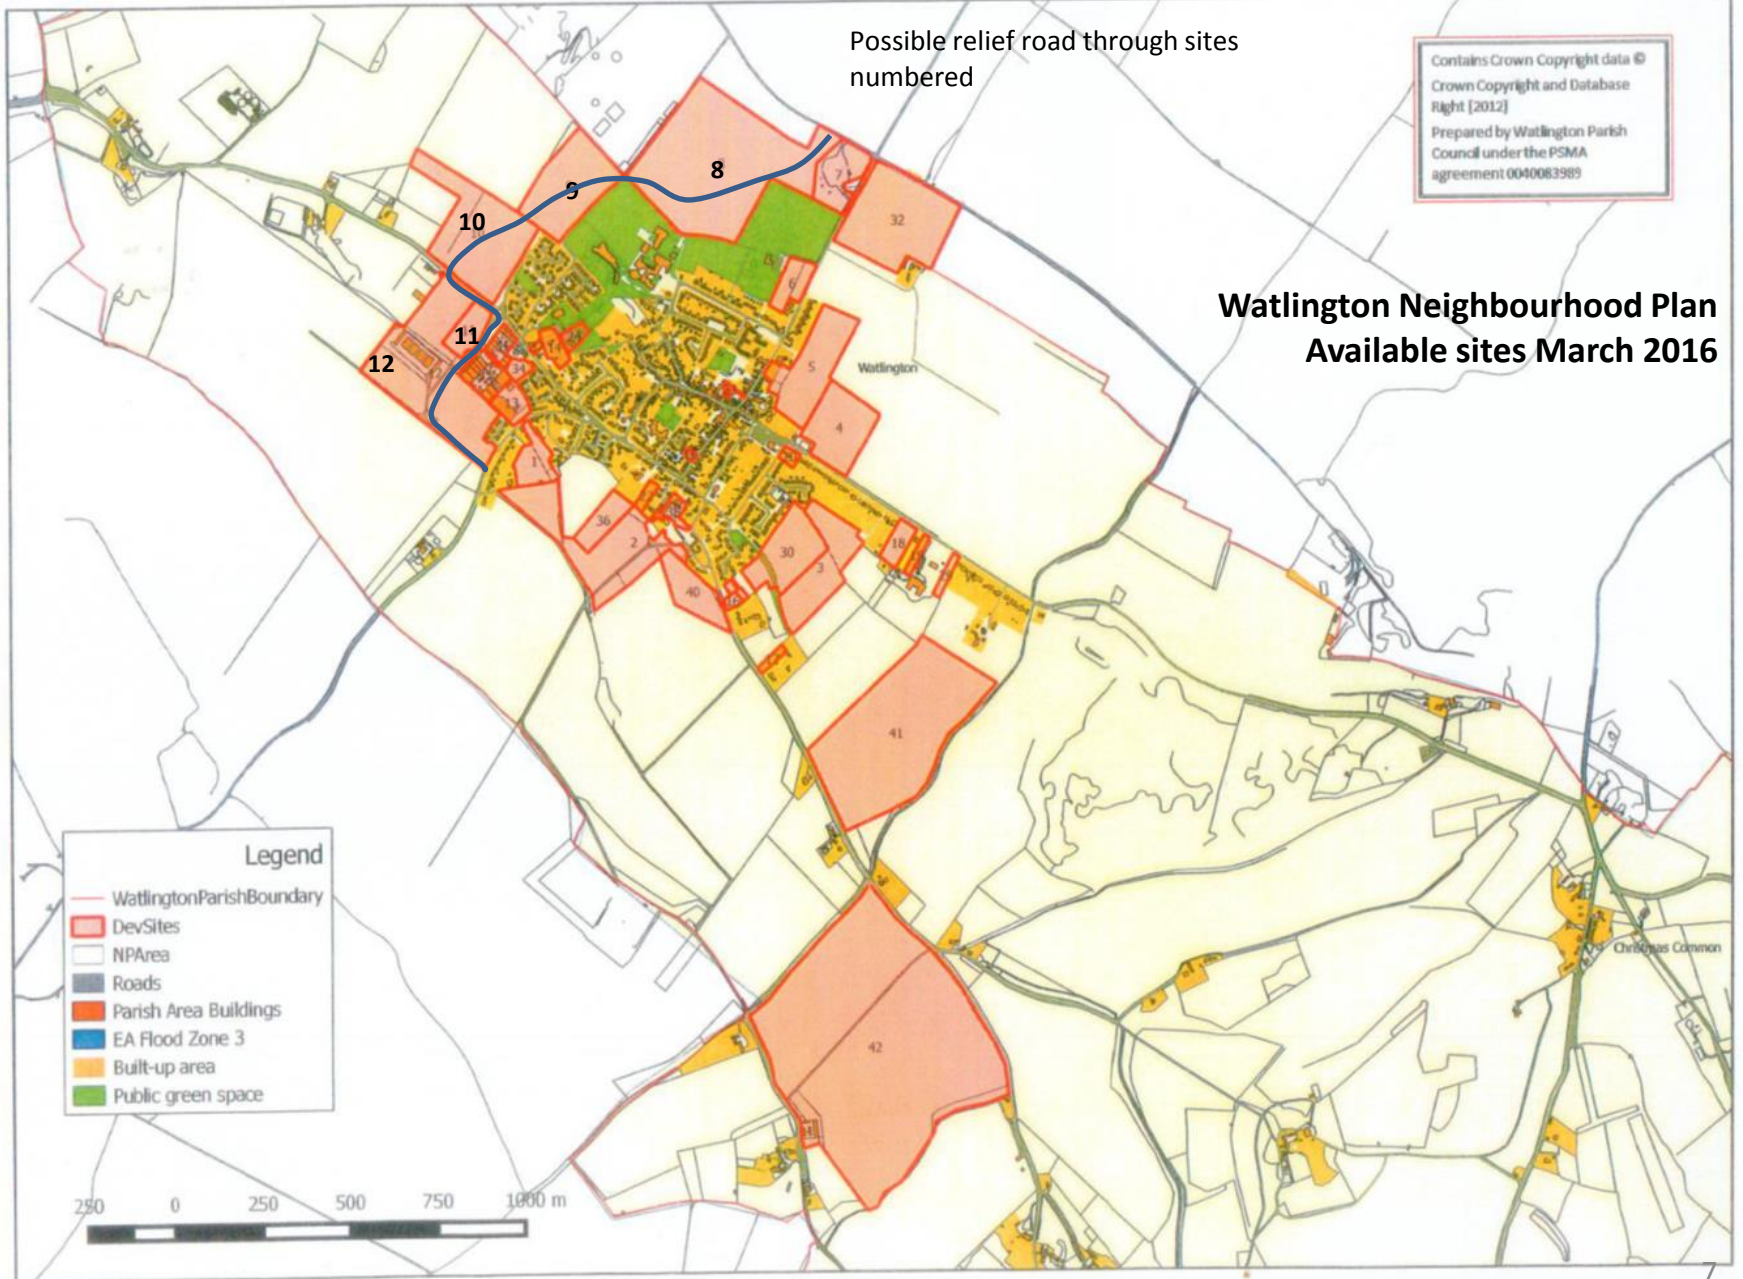 Possible relief road through sites
numbered
Contains Crown Copyright data ©
Crown Copyright and Database
Right [2012]
Prepared by Watlington Parish
Council under the PSMA
agreement 0040083989
Watlington Neighbourhood Plan
Available sites March 2016
8
9
7
10
32
6
11
12
5
Watlington
34
13
4
1
36
2
18
30
3
40
41
42
Christmas Common
Legend
WatlingtonParishBoundary
DevSites
NPArea
Roads
Parish Area Buildings
EA Flood Zone 3
Built-up area
Public green space
250 0 250 500 750 1000 m
7